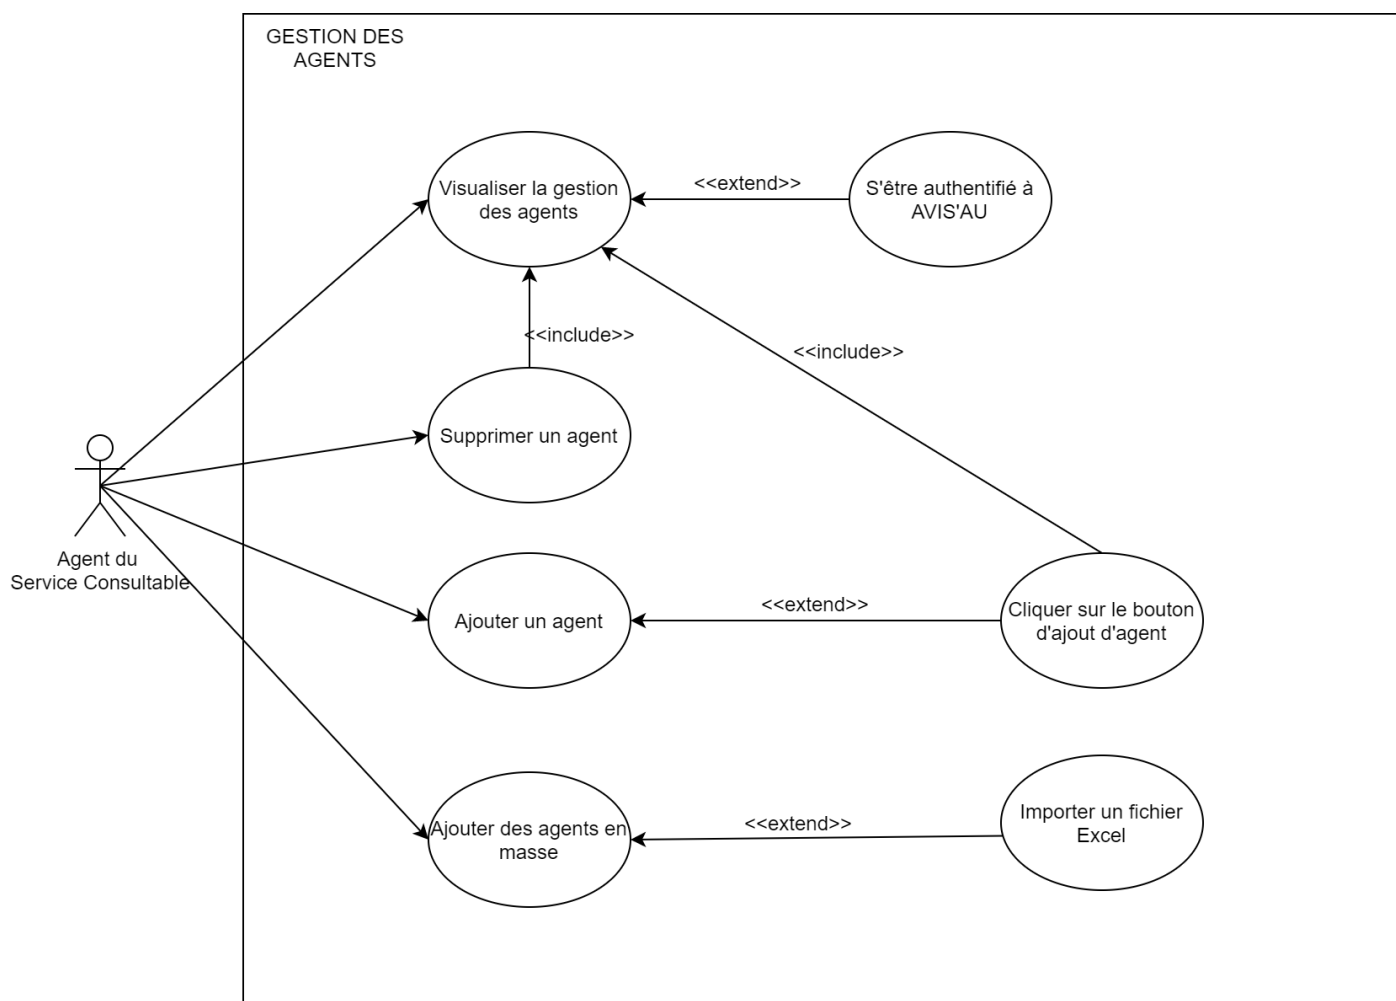 GESTION DES
AGENTS
Visualiser la gestion
des agents
<<extend>>
S'être authentifié à
AVIS'AU
<<include>>
<<include>>
Supprimer un agent
Agent du
Service Consultable
Ajouter un agent
<<extend>>
Cliquer sur le bouton
d'ajout d'agent
Ajouter des agents en
masse
<<extend>>
Importer un fichier
Excel